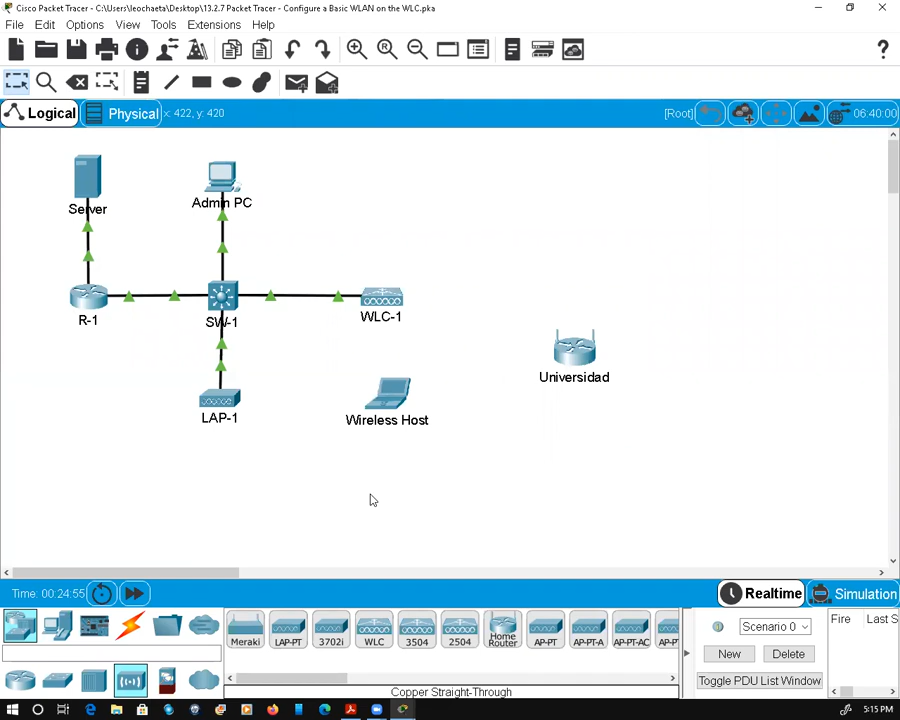 Cisco Packet Tracer - C:\Users\leochaeta\Desktop\13.2.7 Packet Tracer - Configure a Basic WLAN on the WLC.pka
File Edit Options View Tools Extensions Help
?
Logical Physical x: 422, y: 420 [Root] 06:40:00
Server
Admin PC
R-1
SW-1
WLC-1
LAP-1
Wireless Host
Universidad
Time: 00:24:55 Realtime Simulation
Meraki LAP-PT 3702i WLC 3504 2504 Home Router AP-PT AP-PT-A AP-PT-AC AP-PT
Scenario 0 Fire Last S
New Delete
Toggle PDU List Window
Copper Straight-Through
5:15 PM